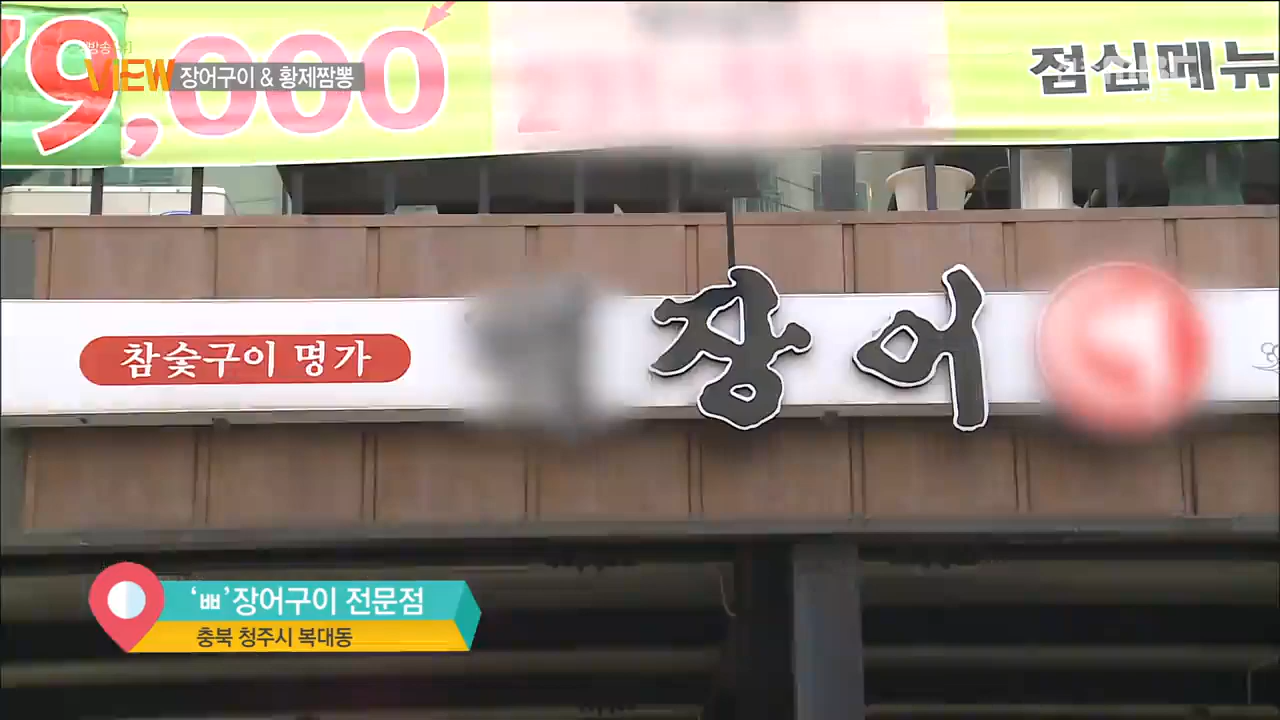 9,000
점심메뉴
VIEW 장어구이 & 황제짬뽕
MBC
참숯구이 명가
장어
‘ㅃ’장어구이 전문점
충북 청주시 복대동